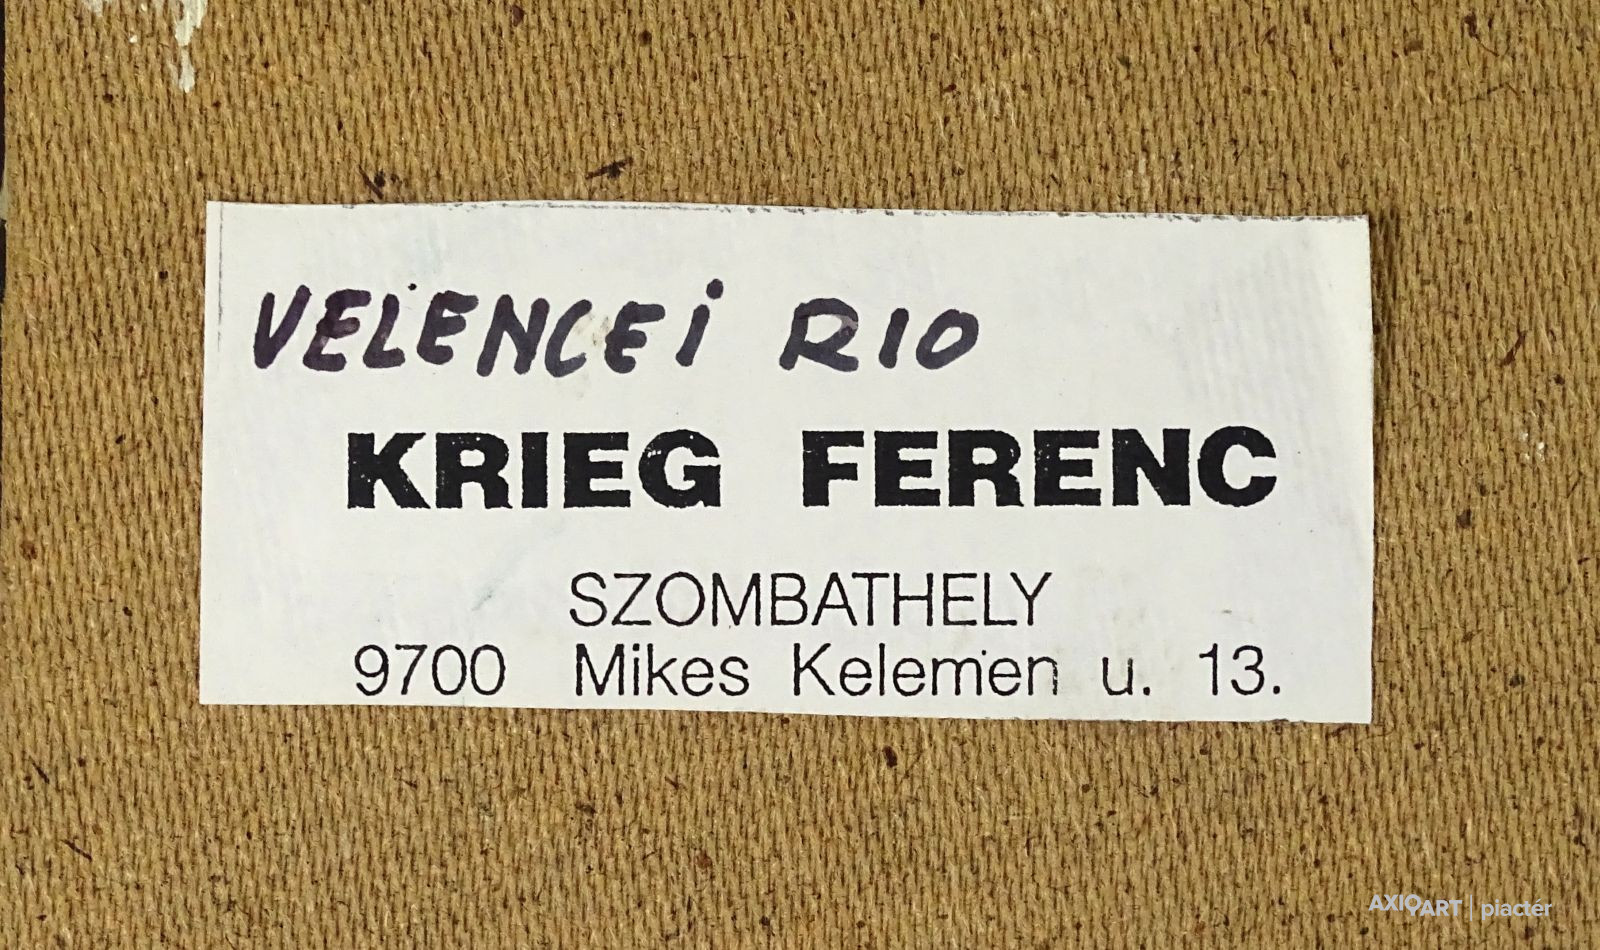 VELENCEi RIO
KRIEG FERENC
SZOMBATHELY
9700 Mikes Kelemen u. 13.
AXIOART | piactér